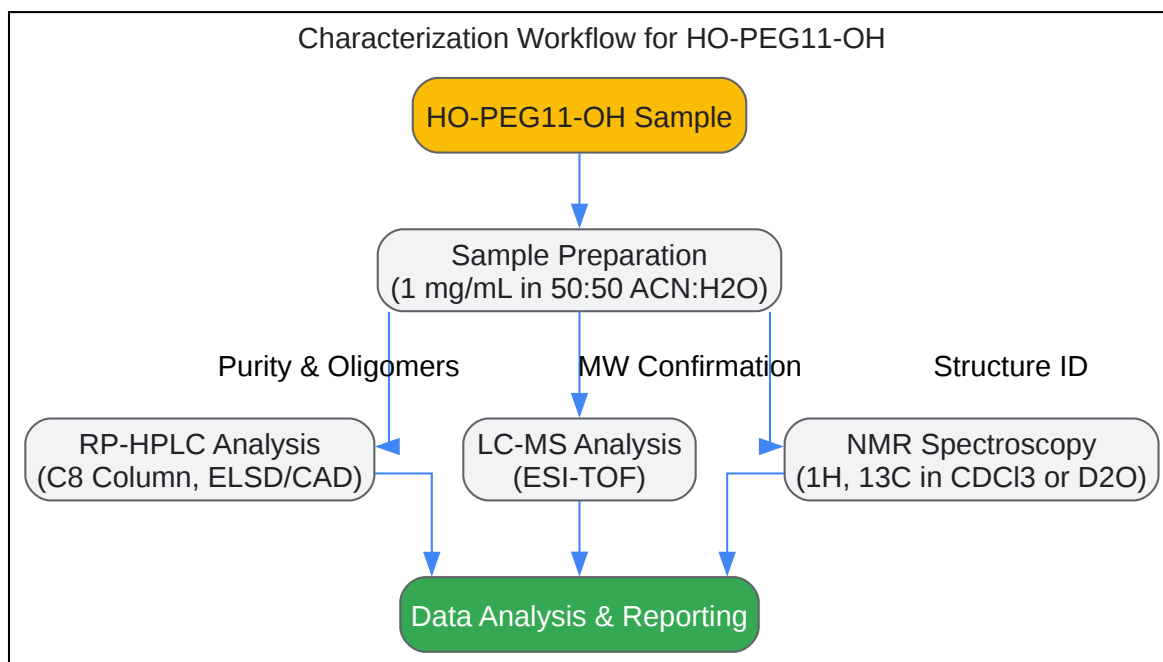 Characterization Workflow for HO-PEG11-OH
HO-PEG11-OH Sample
Sample Preparation
(1 mg/mL in 50:50 ACN:H2O)
Purity & Oligomers
MW Confirmation
Structure ID
RP-HPLC Analysis
(C8 Column, ELSD/CAD)
LC-MS Analysis
(ESI-TOF)
NMR Spectroscopy
(1H, 13C in CDCl3 or D2O)
Data Analysis & Reporting